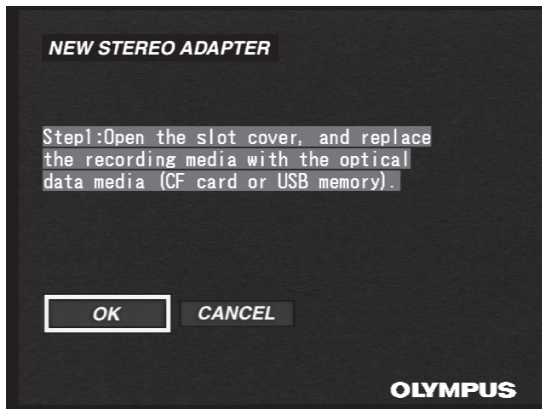 NEW STEREO ADAPTER
Step1:Open the slot cover, and replace
the recording media with the optical
data media (CF card or USB memory).
OK
CANCEL
OLYMPUS